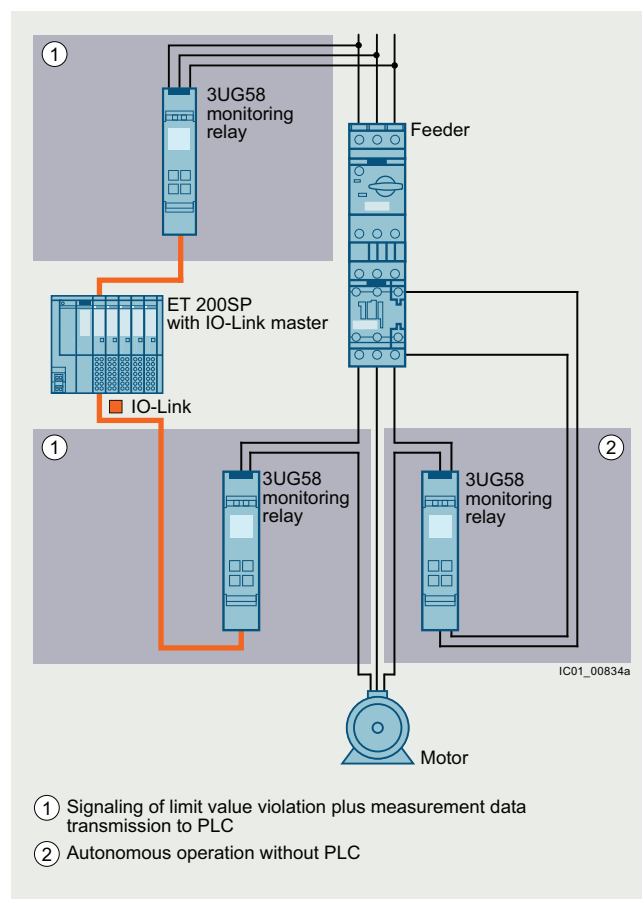 1
3UG58
monitoring
relay
Feeder
ET 200SP
with IO-Link master
IO-Link
1
3UG58
monitoring
relay
2
3UG58
monitoring
relay
IC01_00834a
Motor
1 Signaling of limit value violation plus measurement data
transmission to PLC
2 Autonomous operation without PLC